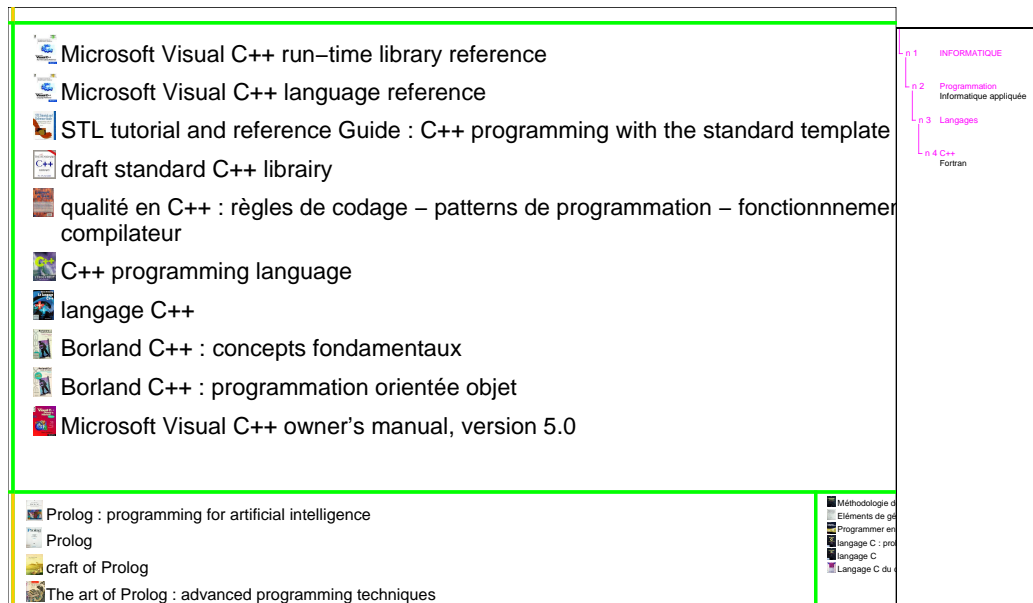 Microsoft Visual C++ run−time library reference
Microsoft Visual C++ language reference
STL tutorial and reference Guide : C++ programming with the standard template
draft standard C++ librairy
qualité en C++ : règles de codage − patterns de programmation − fonctionnnemen
compilateur
C++ programming language
langage C++
Borland C++ : concepts fondamentaux
Borland C++ : programmation orientée objet
Microsoft Visual C++ owner's manual, version 5.0
Prolog : programming for artificial intelligence
Prolog
craft of Prolog
The art of Prolog : advanced programming techniques
Méthodologie d
Eléments de gé
Programmer en
langage C : pro
langage C
Langage C du
n 1 INFORMATIQUE
n 2 Programmation
Informatique appliquée
n 3 Langages
n 4 C++
Fortran